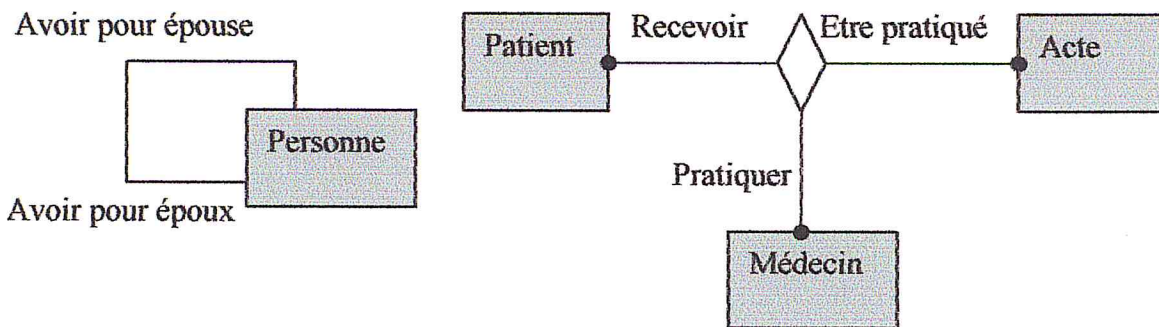 Avoir pour épouse
Personne
Avoir pour époux
Patient
Recevoir
Etre pratiqué
Acte
Pratiquer
Médecin